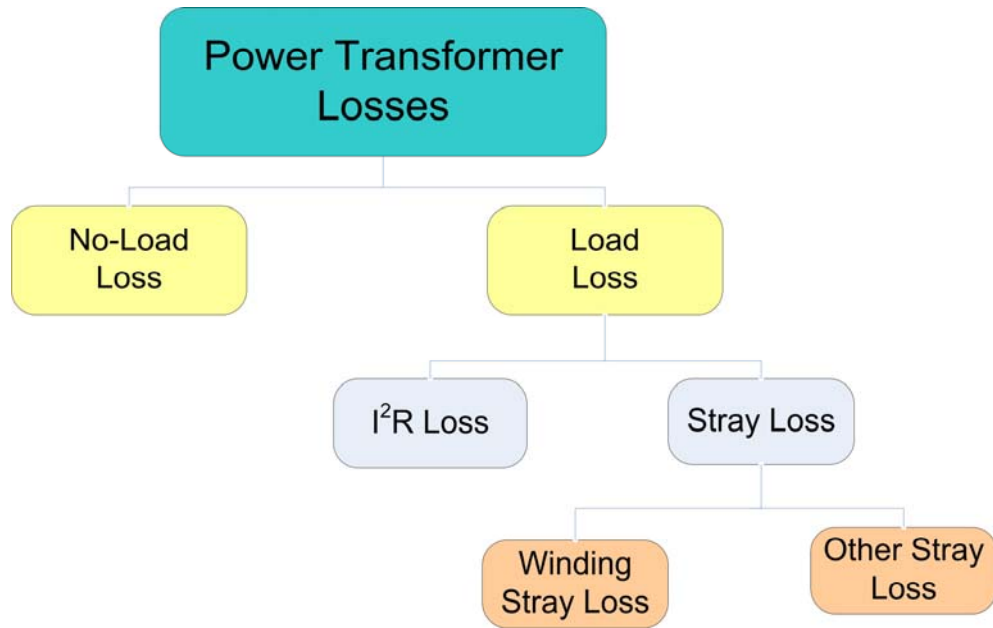 Power Transformer
Losses
No-Load
Loss
Load
Loss
I²R Loss
Stray Loss
Winding
Stray Loss
Other Stray
Loss